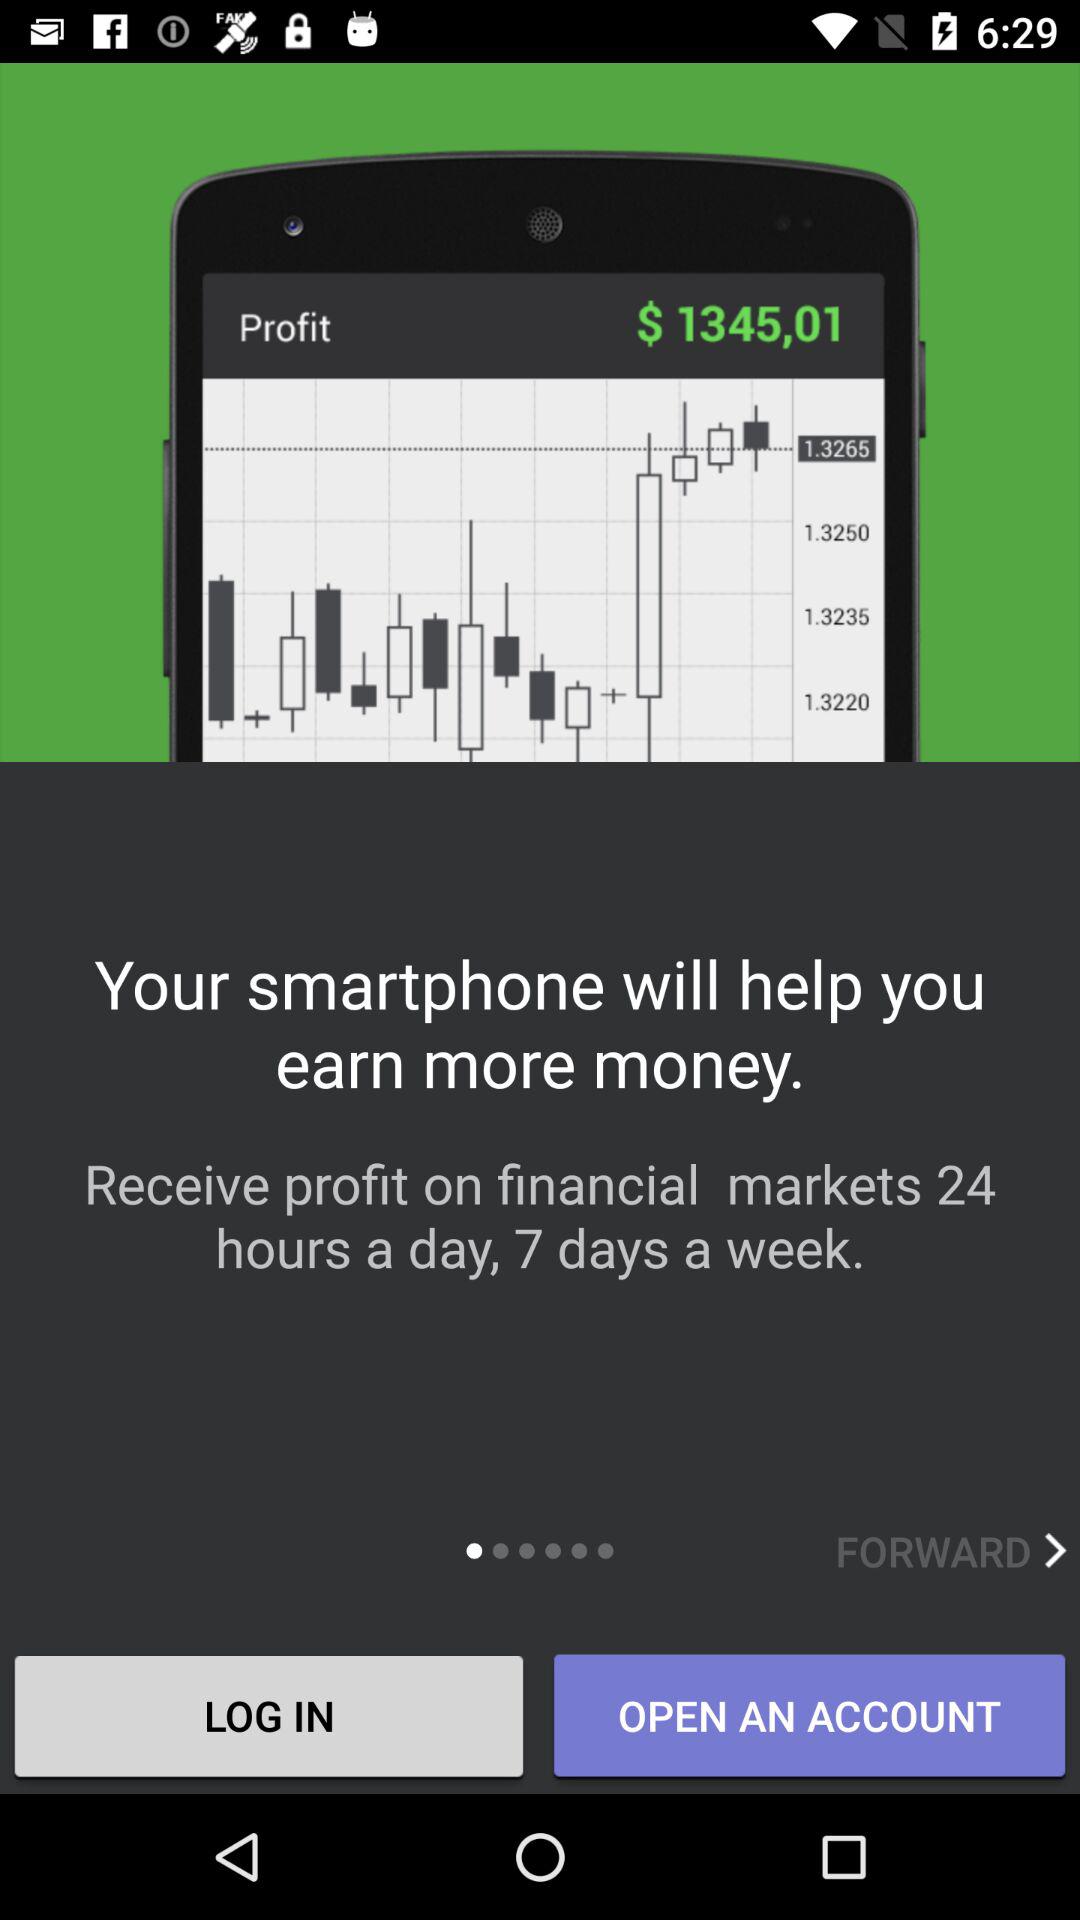 FAKE
6:29
Profit
$ 1345,01
1.3265
1.3250
1.3235
1.3220
Your smartphone will help you
earn more money.
Receive profit on financial  markets 24
hours a day, 7 days a week.
FORWARD
LOG IN
OPEN AN ACCOUNT